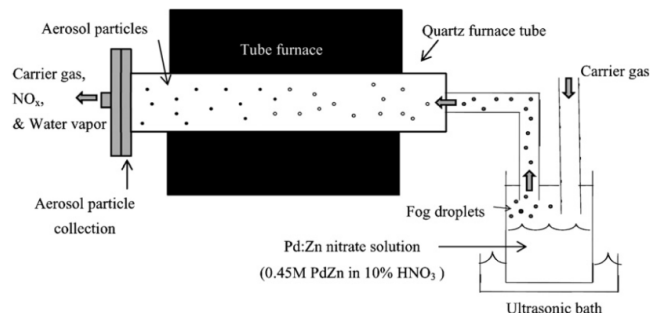 Aerosol particles
Tube furnace
Quartz furnace tube
Carrier gas,
NOₓ,
& Water vapor
Carrier gas
Aerosol particle
collection
Fog droplets
Pd:Zn nitrate solution
(0.45M PdZn in 10% HNO₃ )
Ultrasonic bath